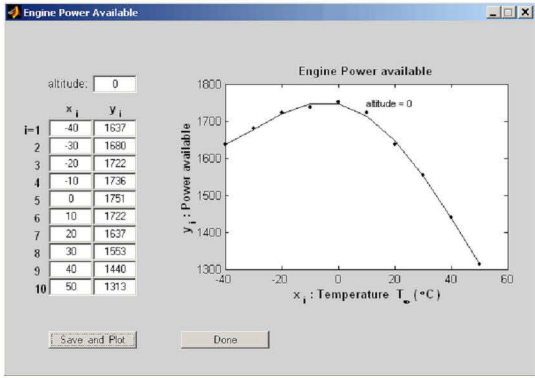 Engine Power Available
altitude: 0
x i y i
i=1 -40 1637
2 -30 1680
3 -20 1722
4 -10 1736
5 0 1751
6 10 1722
7 20 1637
8 30 1553
9 40 1440
10 50 1313
Save and Plot
Done
Engine Power available
altitude = 0
y i : Power available
1800
1700
1600
1500
1400
1300
-40 -20 0 20 40 60
x i : Temperature T∞ (°C)